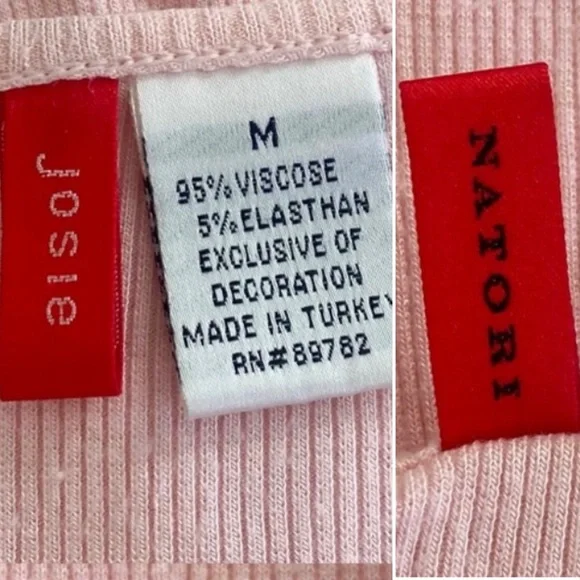 Josie
M
95% VISCOSE
5% ELASTHAN
EXCLUSIVE OF
DECORATION
MADE IN TURKEY
RN#89782
NATORI